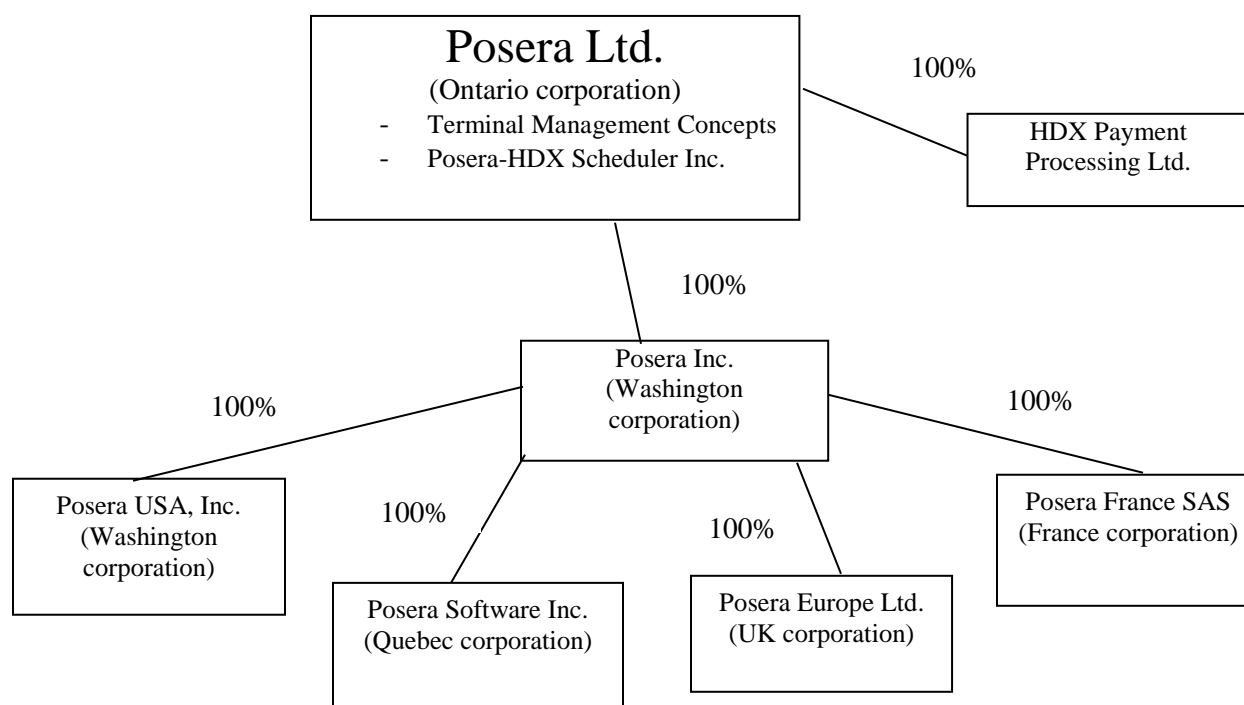 Posera Ltd.
(Ontario corporation)
- Terminal Management Concepts
- Posera-HDX Scheduler Inc.
100%
HDX Payment
Processing Ltd.
100%
Posera Inc.
(Washington
corporation)
100%
100%
Posera USA, Inc.
(Washington
corporation)
100%
100%
Posera France SAS
(France corporation)
Posera Software Inc.
(Quebec corporation)
Posera Europe Ltd.
(UK corporation)